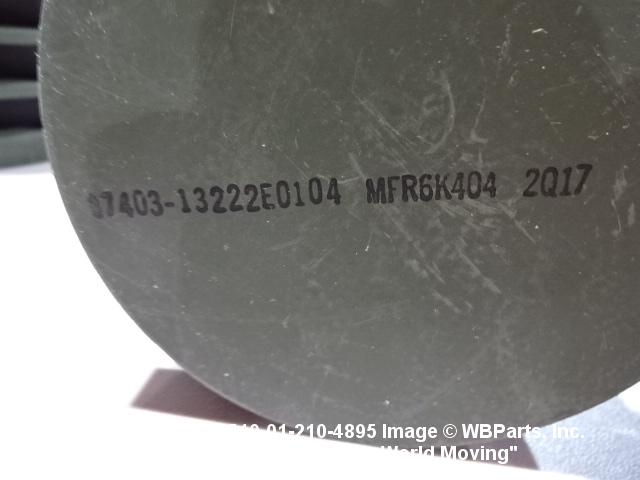 97403-13222E0104 MFR6K404 2Q17
01-210-4895 Image © WBParts, Inc.
World Moving"